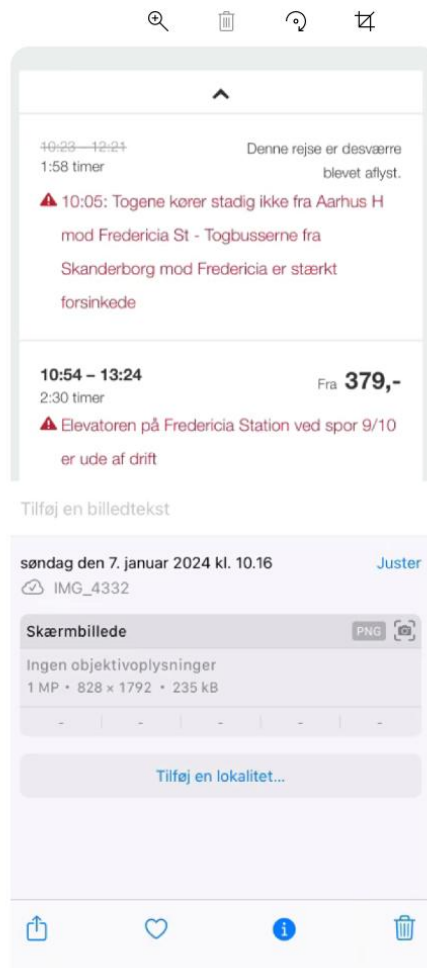 10:23 – 12:21
Denne rejse er desværre
1:58 timer
blevet aflyst.
10:05: Togene kører stadig ikke fra Aarhus H
mod Fredericia St - Togbusserne fra
Skanderborg mod Fredericia er stærkt
forsinkede
10:54 – 13:24
Fra 379,-
2:30 timer
Elevatoren på Fredericia Station ved spor 9/10
er ude af drift
Tilføj en billedtekst
søndag den 7. januar 2024 kl. 10.16
Juster
IMG_4332
Skærmbillede
PNG
Ingen objektivoplysninger
1 MP • 828 × 1792 • 235 kB
- - - - -
Tilføj en lokalitet...